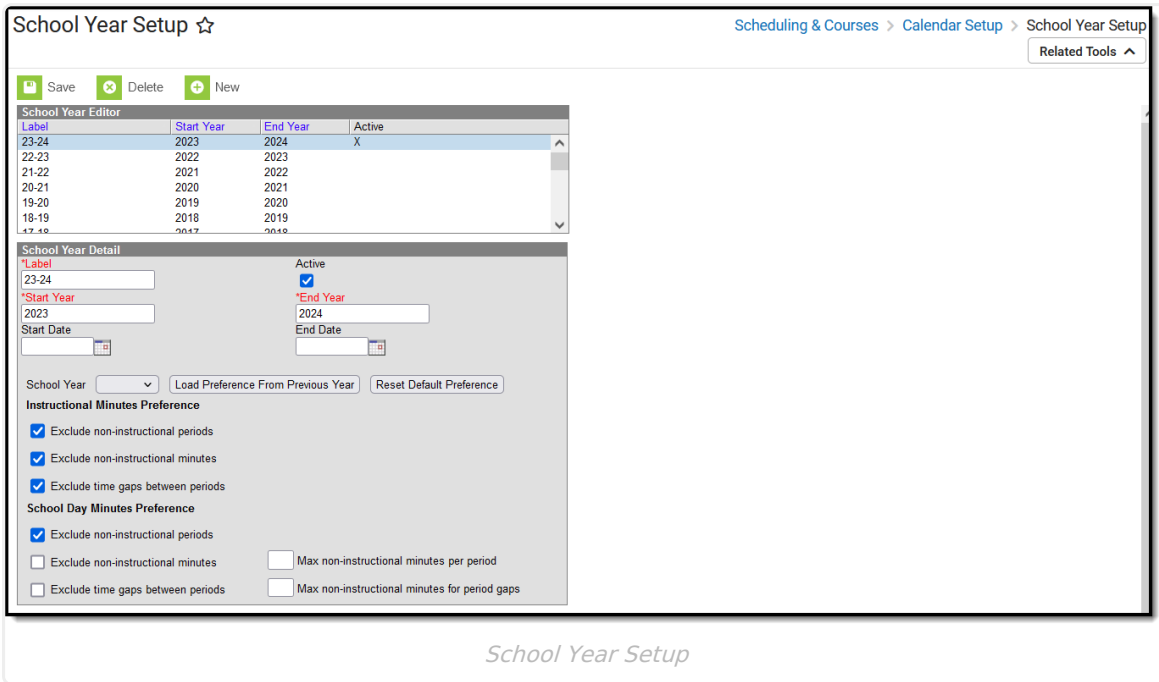 School Year Setup
Scheduling & Courses > Calendar Setup > School Year Setup
Related Tools
Save Delete New
School Year Editor
Label Start Year End Year Active
23-24 2023 2024 X
22-23 2022 2023
21-22 2021 2022
20-21 2020 2021
19-20 2019 2020
18-19 2018 2019
17-18 2017 2018
School Year Detail
*Label Active
23-24
*Start Year *End Year
2023 2024
Start Date End Date
School Year Load Preference From Previous Year Reset Default Preference
Instructional Minutes Preference
Exclude non-instructional periods
Exclude non-instructional minutes
Exclude time gaps between periods
School Day Minutes Preference
Exclude non-instructional periods
Exclude non-instructional minutes Max non-instructional minutes per period
Exclude time gaps between periods Max non-instructional minutes for period gaps
School Year Setup